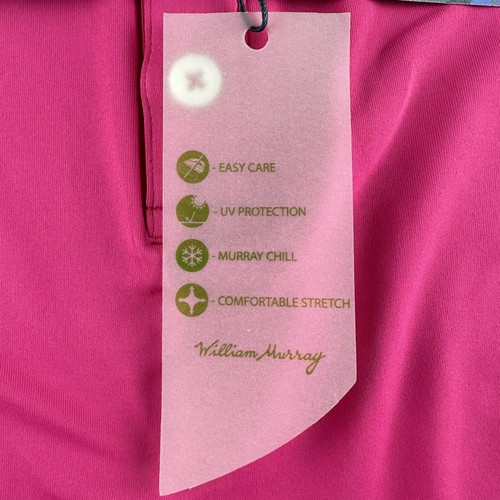 - EASY CARE
- UV PROTECTION
- MURRAY CHILL
- COMFORTABLE STRETCH
William Murray